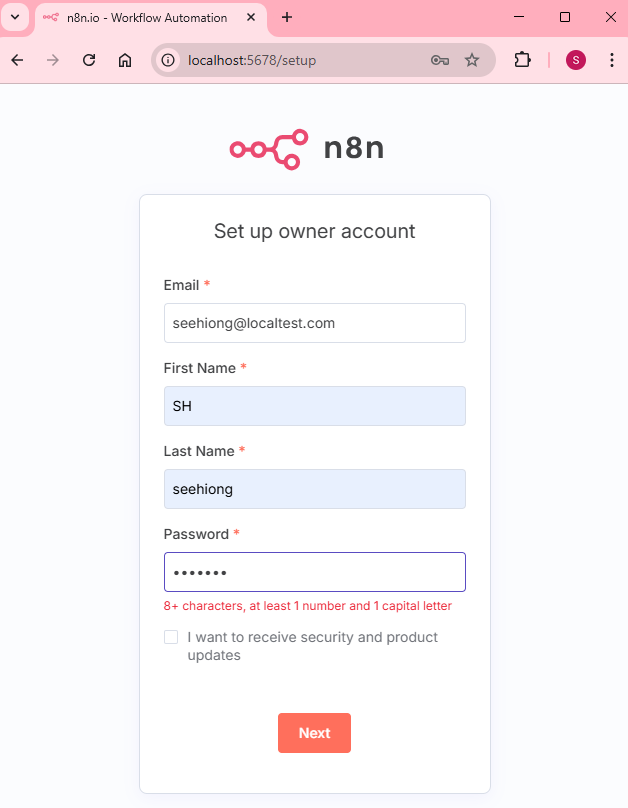 n8n.io - Workflow Automation
localhost:5678/setup
S
n8n
Set up owner account
Email *
seehiong@localtest.com
First Name *
SH
Last Name *
seehiong
Password *
•••••••
8+ characters, at least 1 number and 1 capital letter
I want to receive security and product
updates
Next